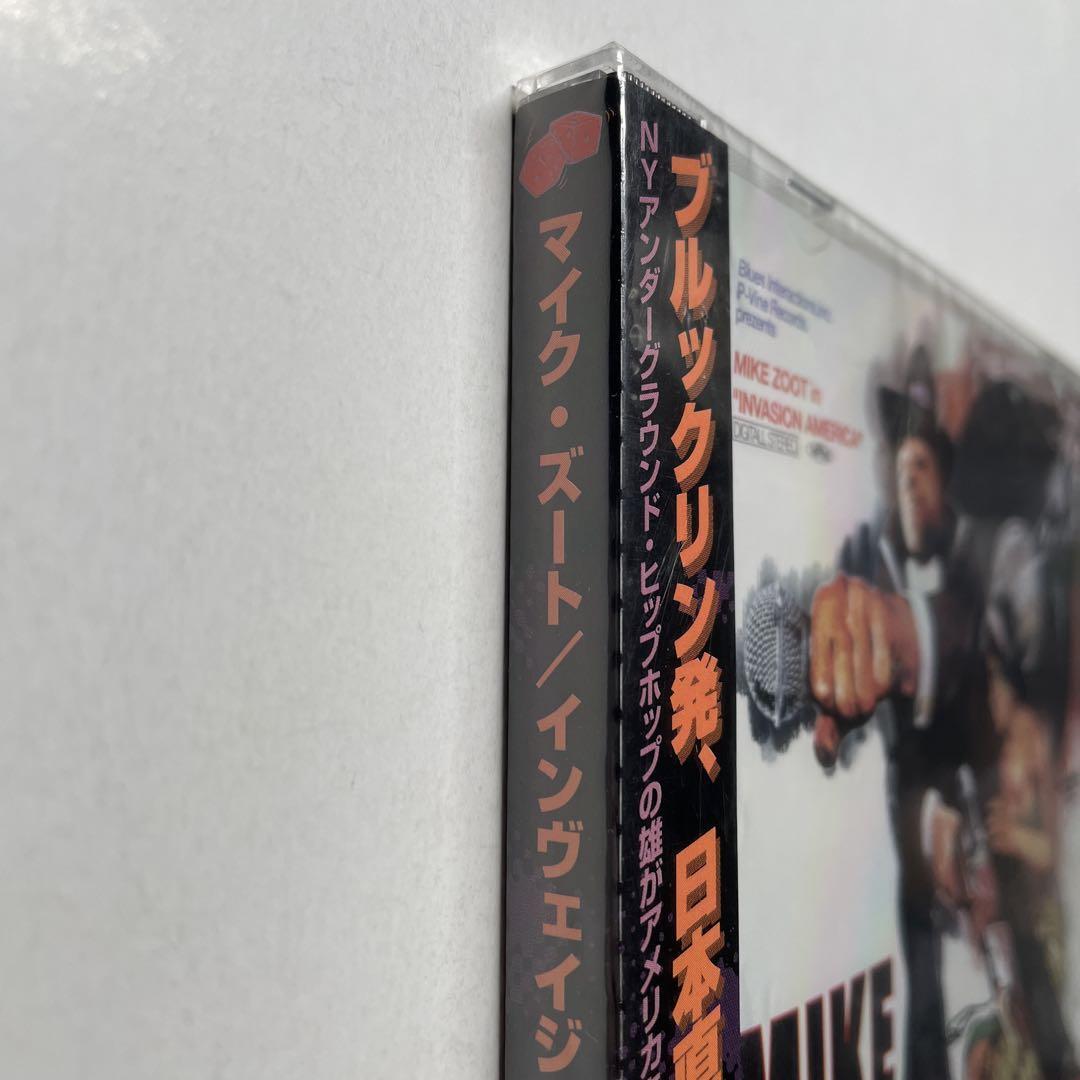 マイク・ズート/インヴェイジ
NYアンダーグラウンド・ヒップホップの雄がアメリカ
ブルックリン発、日本直
Blues Interactions, Inc.
P-Vine Records
prezents
MIKE ZOOT in
"INVASION AMERICA"
DIGITALL STEREO
MIKE